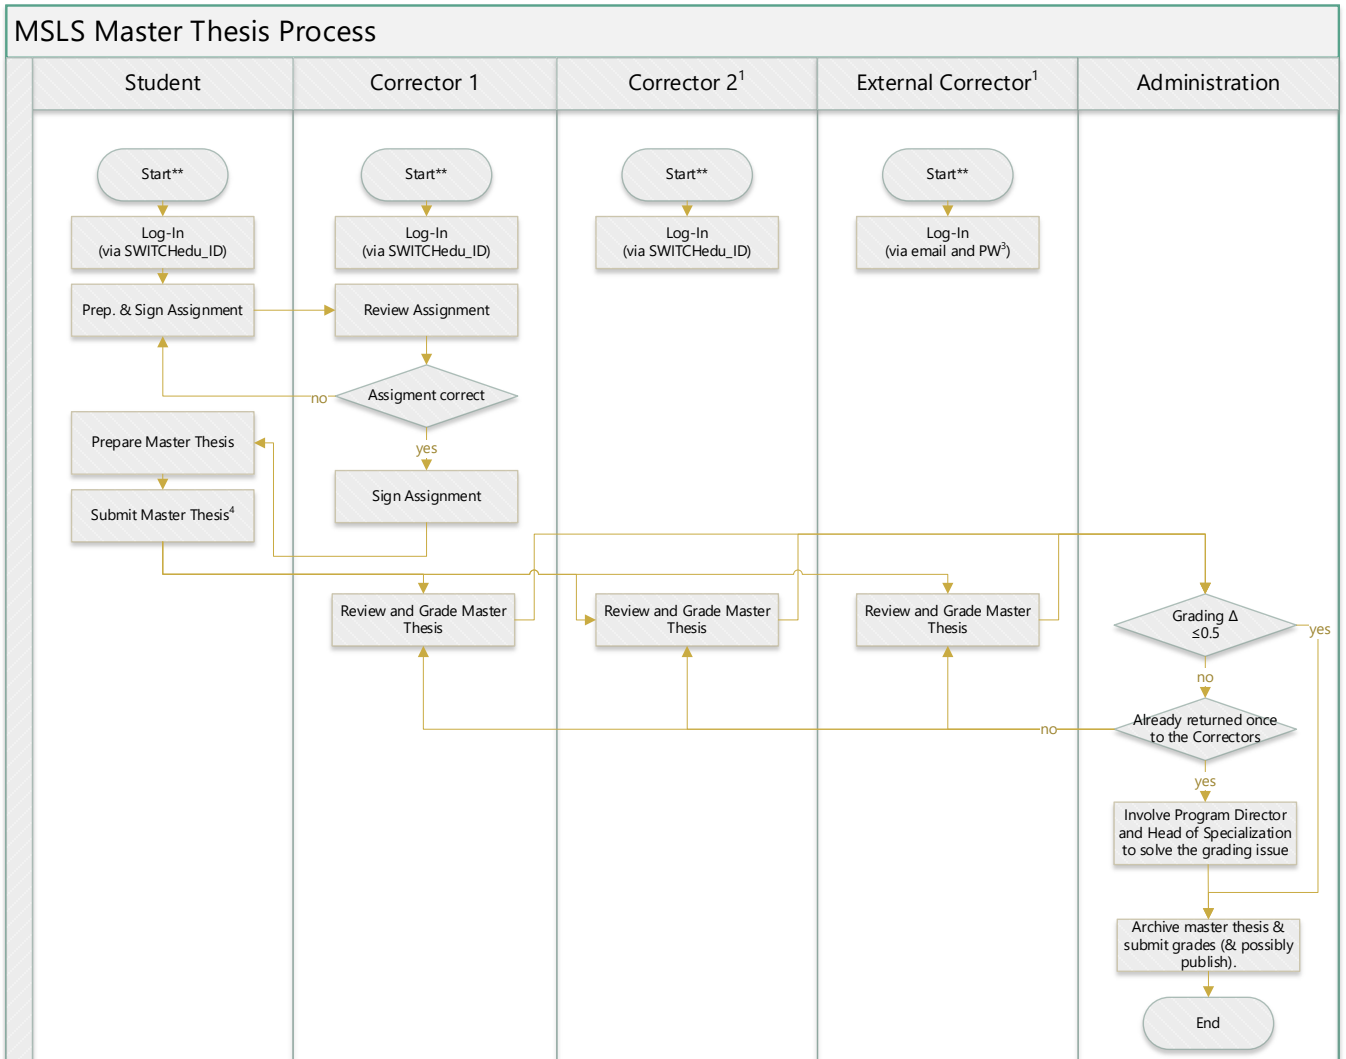 MSLS Master Thesis Process
Student
Corrector 1
Corrector 2¹
External Corrector¹
Administration
Start**
Start**
Start**
Start**
Log-In
(via SWITCHedu_ID)
Log-In
(via SWITCHedu_ID)
Log-In
(via SWITCHedu_ID)
Log-In
(via email and PW³)
Prep. & Sign Assignment
Review Assignment
Assigment correct
no
yes
Prepare Master Thesis
Sign Assignment
Submit Master Thesis⁴
Review and Grade Master
Thesis
Review and Grade Master
Thesis
Review and Grade Master
Thesis
Grading Δ
≤0.5
yes
no
Already returned once
to the Correctors
no
yes
Involve Program Director
and Head of Specialization
to solve the grading issue
Archive master thesis &
submit grades (& possibly
publish).
End